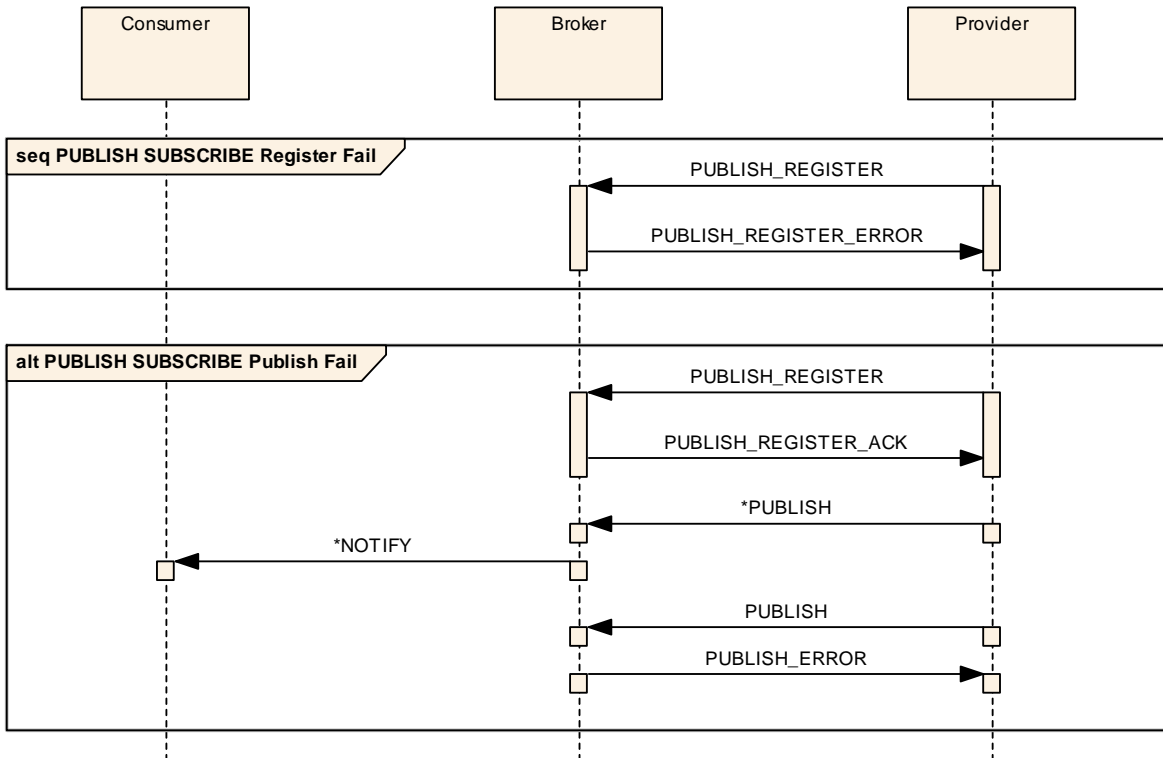 Consumer
Broker
Provider
seq PUBLISH SUBSCRIBE Register Fail
PUBLISH_REGISTER
PUBLISH_REGISTER_ERROR
alt PUBLISH SUBSCRIBE Publish Fail
PUBLISH_REGISTER
PUBLISH_REGISTER_ACK
*PUBLISH
*NOTIFY
PUBLISH
PUBLISH_ERROR